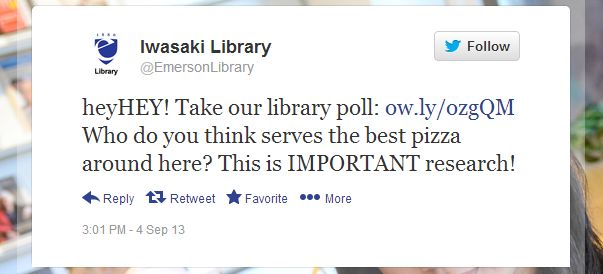 1880
Library
Iwasaki Library
@EmersonLibrary
Follow
heyHEY! Take our library poll: ow.ly/ozgQM
Who do you think serves the best pizza
around here? This is IMPORTANT research!
Reply Retweet Favorite More
3:01 PM - 4 Sep 13